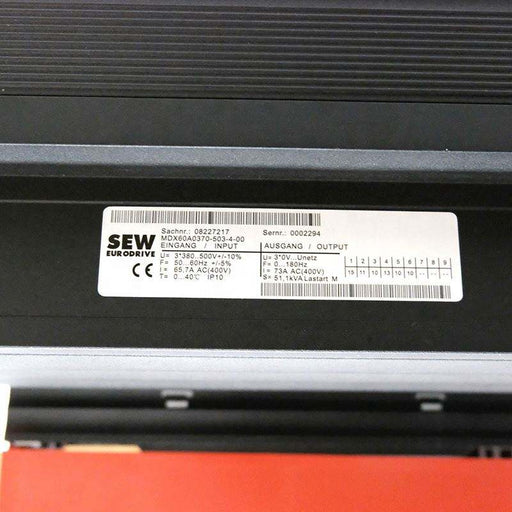 Sachnr.: 08227217 Sernr.: 0002294
MDX60A0370-503-4-00
SEW
EURODRIVE
CE
EINGANG / INPUT
U= 3*380..500V+/-10%
F= 50..60Hz +/-5%
I= 65,7A AC(400V)
T= 0...40°C IP10
AUSGANG / OUTPUT
U= 3*0V...Unetz
F= 0...180Hz
I= 73A AC(400V)
S= 51,1kVA Lastart M
1 2 3 4 5 6 7 8 9
15 11 10 13 10 10 -- -- --